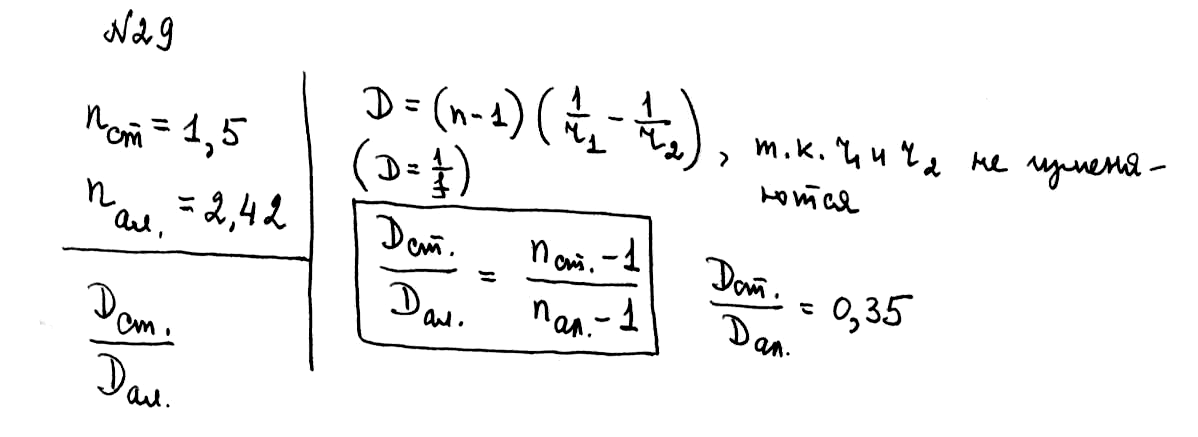 №29
n ст = 1,5
n ал. = 2,42
D ст. / D ал.
D = (n-1) (1/r₁ - 1/r₂), т.к. r₁ и r₂ не изменя-
ются
(D = 1/f)
D ст. / D ал. = n ст. - 1 / n ал. - 1
D ст. / D ал. = 0,35